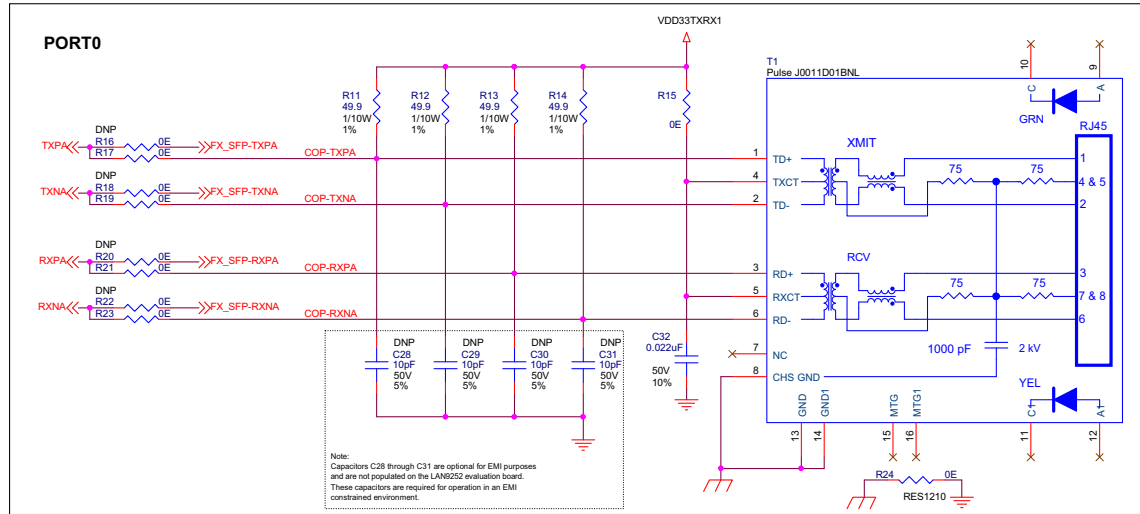 PORT0
VDD33TXRX1
T1
Pulse J0011D01BNL
R11
49.9
1/10W
1%
R12
49.9
1/10W
1%
R13
49.9
1/10W
1%
R14
49.9
1/10W
1%
R15
0E
10
9
C
A
GRN
RJ45
DNP
TXPA
R16
0E
FX_SFP-TXPA
R17
0E
COP-TXPA
DNP
TXNA
R18
0E
FX_SFP-TXNA
R19
0E
COP-TXNA
DNP
RXPA
R20
0E
FX_SFP-RXPA
R21
0E
COP-RXPA
DNP
RXNA
R22
0E
FX_SFP-RXNA
R23
0E
COP-RXNA
1
TD+
4
TXCT
2
TD-
3
RD+
5
RXCT
6
RD-
7
NC
8
CHS GND
XMIT
75
75
1
4 & 5
2
RCV
75
75
3
7 & 8
6
1000 pF
2 kV
YEL
C1
A1
11
12
GND
GND1
MTG
MTG1
13
14
15
16
DNP
C28
10pF
50V
5%
DNP
C29
10pF
50V
5%
DNP
C30
10pF
50V
5%
DNP
C31
10pF
50V
5%
C32
0.022uF
50V
10%
Note:
Capacitors C28 through C31 are optional for EMI purposes
and are not populated on the LAN9252 evaluation board.
These capacitors are required for operation in an EMI
constrained environment.
R24
0E
RES1210